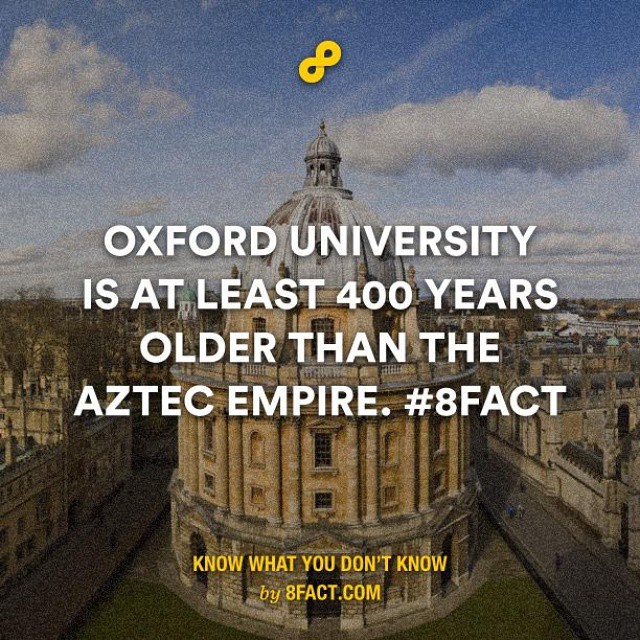 OXFORD UNIVERSITY
IS AT LEAST 400 YEARS
OLDER THAN THE
AZTEC EMPIRE. #8FACT
KNOW WHAT YOU DON'T KNOW
by 8FACT.COM